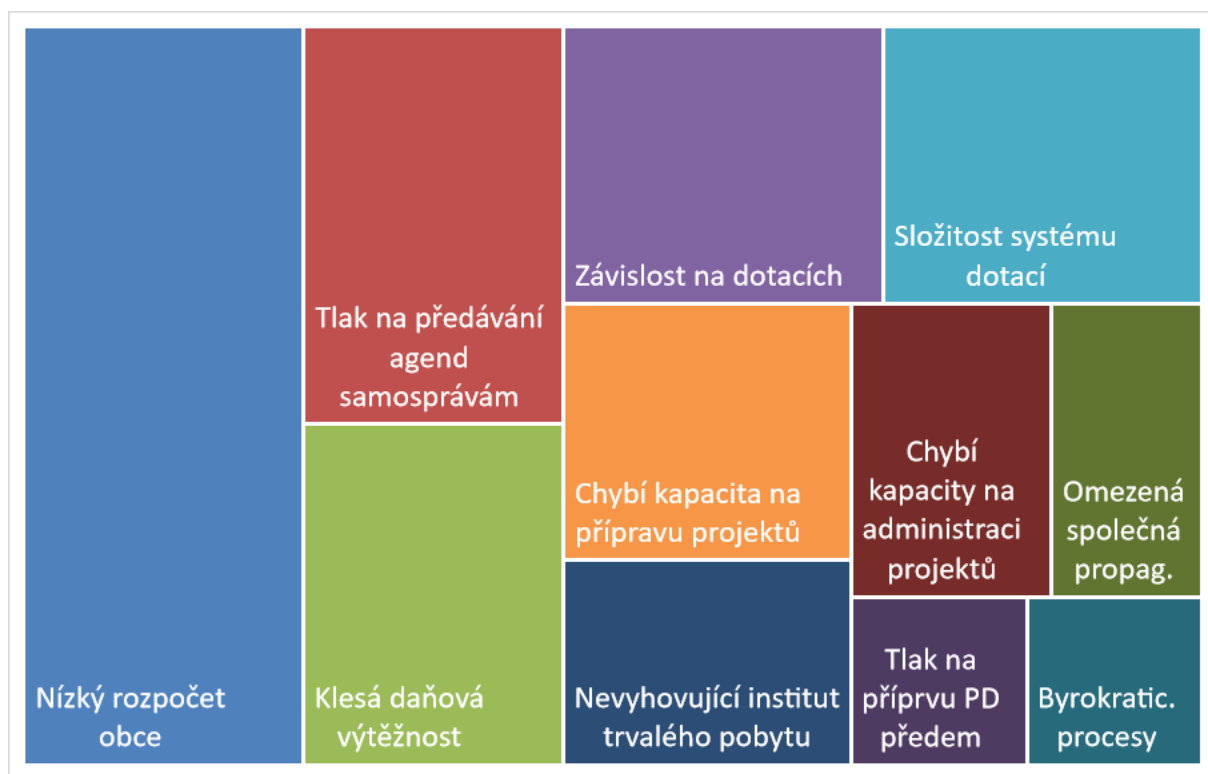 Nízký rozpočet
obce
Tlak na předávání
agend
samosprávám
Klesá daňová
výtěžnost
Závislost na dotacích
Složitost systému
dotací
Chybí kapacita na
přípravu projektů
Nevyhovující institut
trvalého pobytu
Chybí
kapacity na
administraci
projektů
Omezená
společná
propag.
Tlak na
příprvu PD
předem
Byrokratic.
procesy